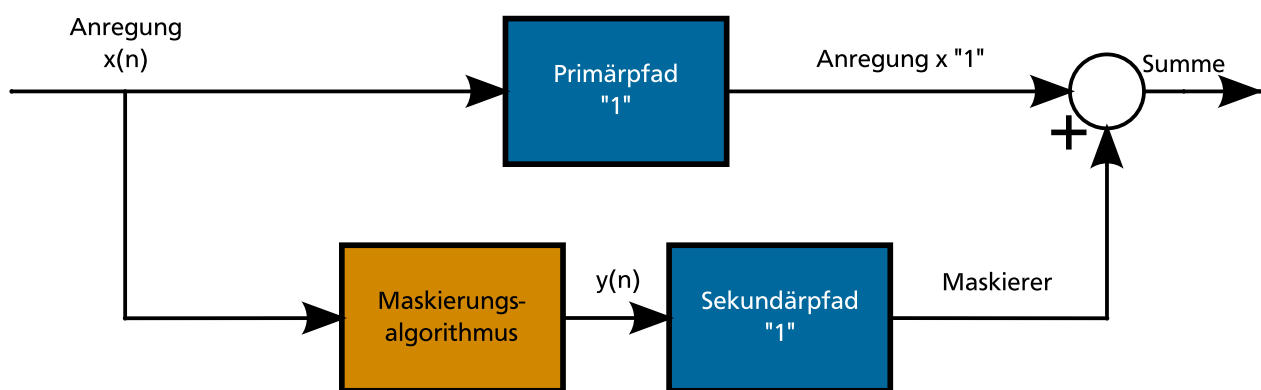 Anregung
x(n)
Primärpfad
"1"
Anregung x "1"
Summe
+
Maskierungs-
algorithmus
y(n)
Sekundärpfad
"1"
Maskierer